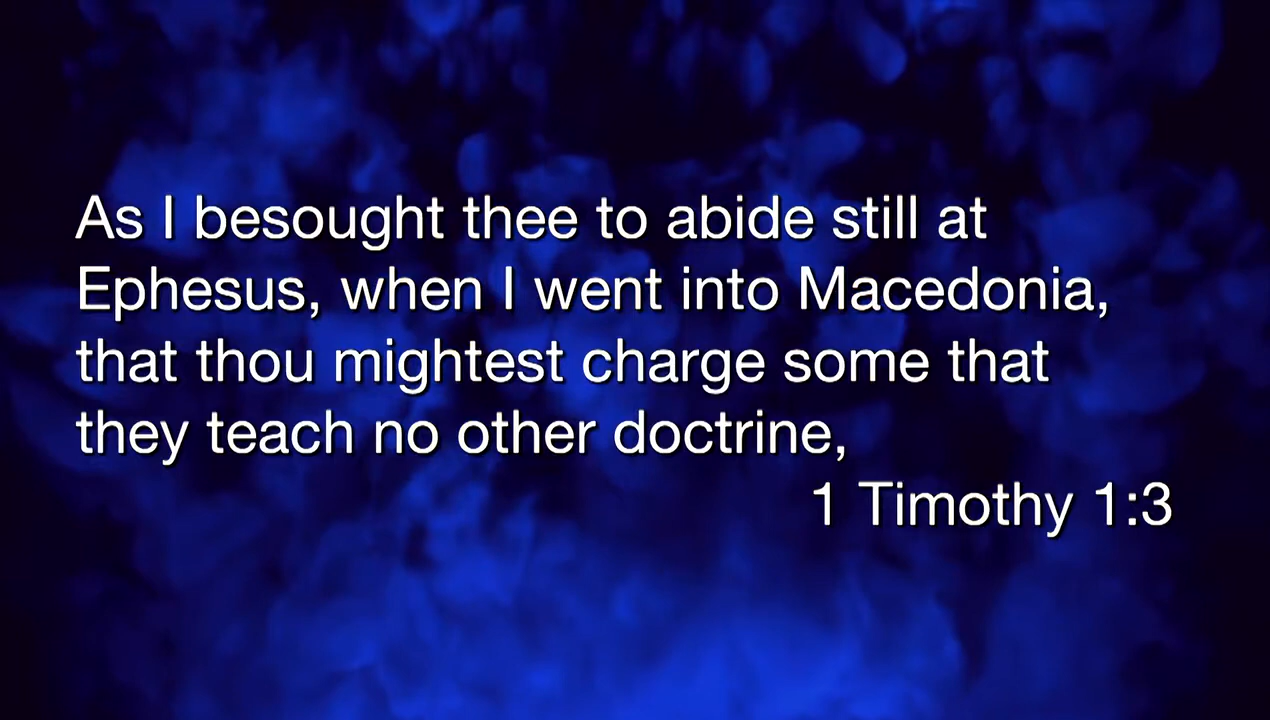 As I besought thee to abide still at
Ephesus, when I went into Macedonia,
that thou mightest charge some that
they teach no other doctrine,
1 Timothy 1:3